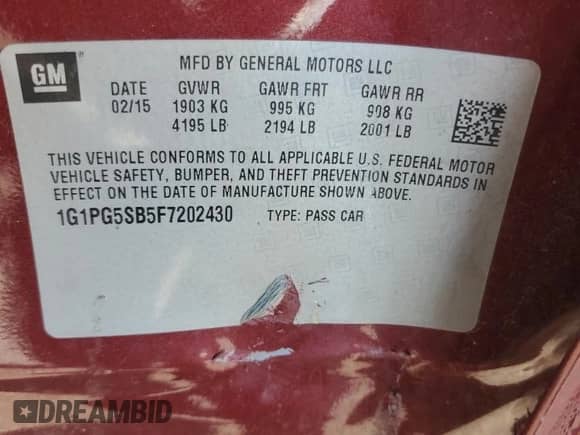 GM
MFD BY GENERAL MOTORS LLC
DATE GVWR GAWR FRT GAWR RR
02/15 1903 KG 995 KG 908 KG
4195 LB 2194 LB 2001 LB
THIS VEHICLE CONFORMS TO ALL APPLICABLE U.S. FEDERAL MOTOR
VEHICLE SAFETY, BUMPER, AND THEFT PREVENTION STANDARDS IN
EFFECT ON THE DATE OF MANUFACTURE SHOWN ABOVE.
1G1PG5SB5F7202430 TYPE: PASS CAR
DREAMBID